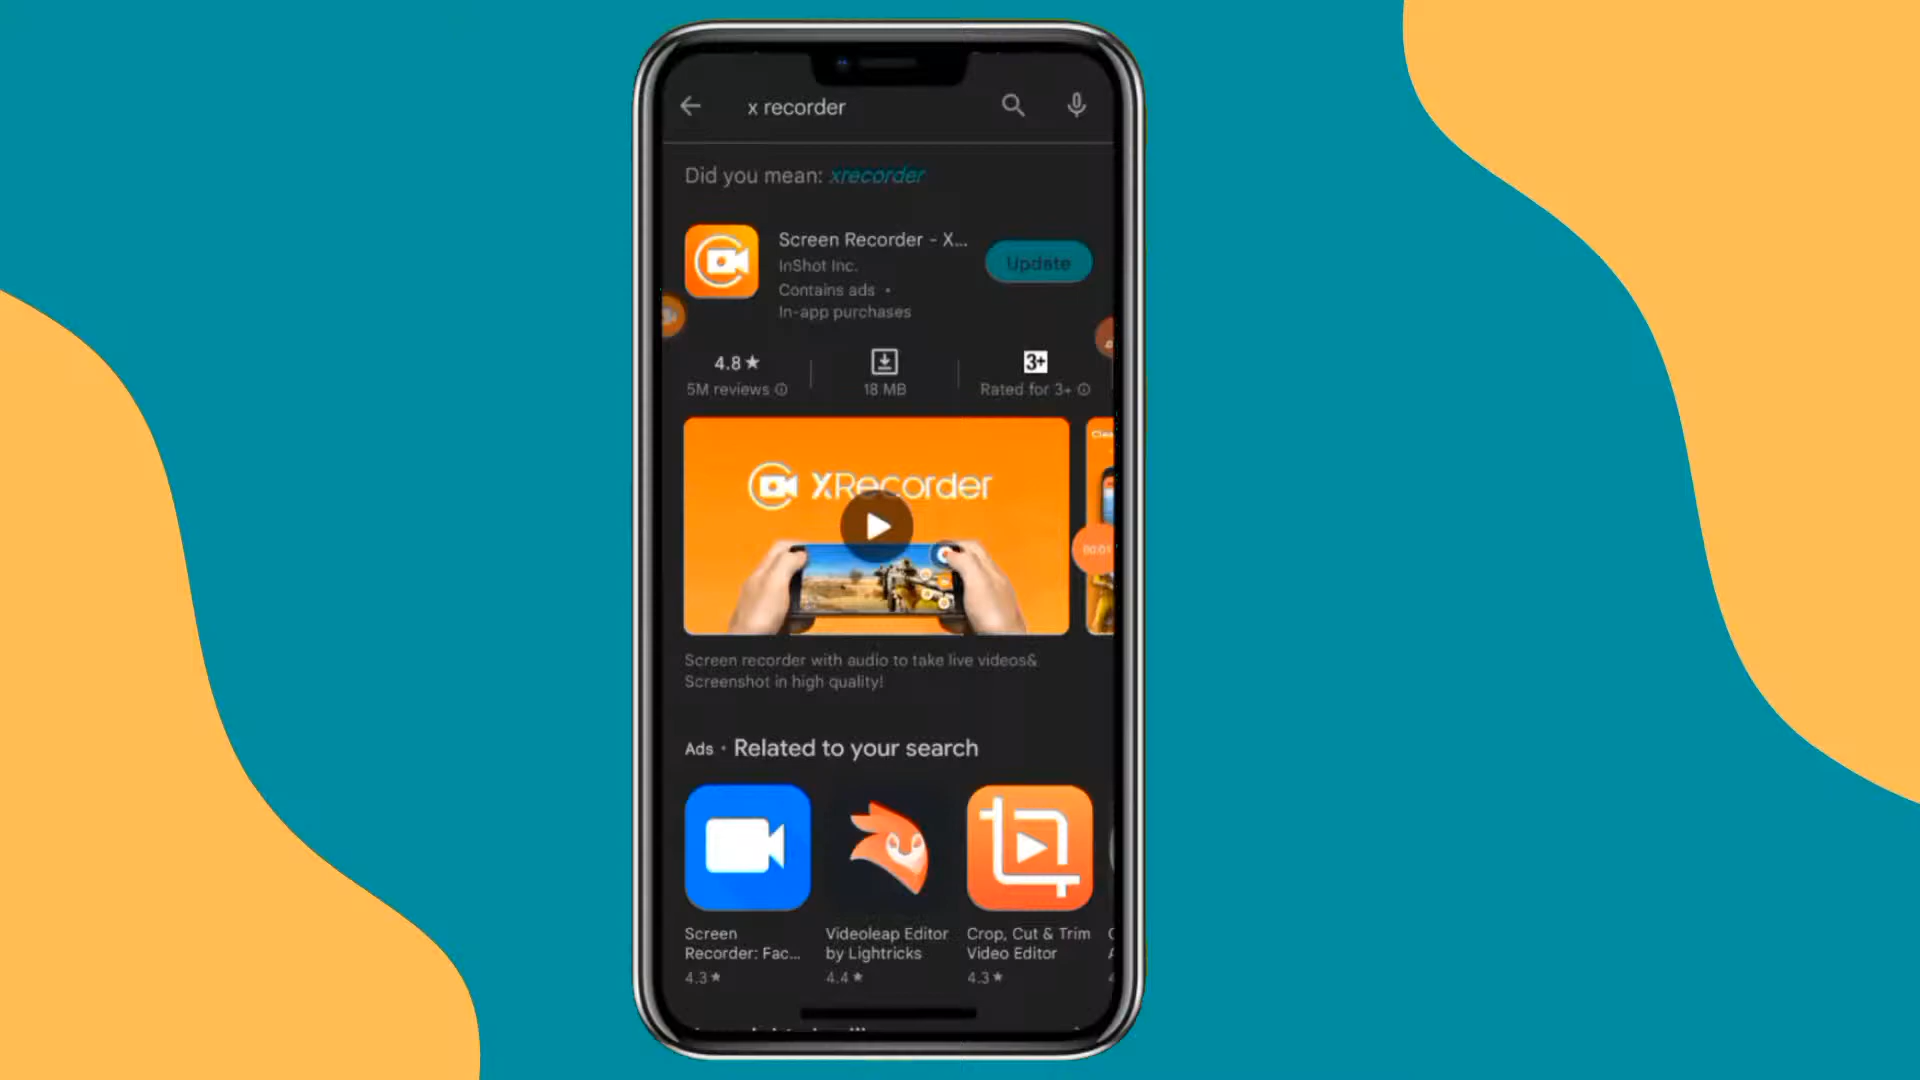 x recorder
Did you mean: xrecorder
Screen Recorder - X...
InShot Inc.
Contains ads •
In-app purchases
Update
4.8★
5M reviews
18 MB
3+
Rated for 3+
XRecorder
Clea
00:01
Screen recorder with audio to take live videos&
Screenshot in high quality!
Ads • Related to your search
Screen
Recorder: Fac...
4.3★
Videoleap Editor
by Lightricks
4.4★
Crop, Cut & Trim
Video Editor
4.3★